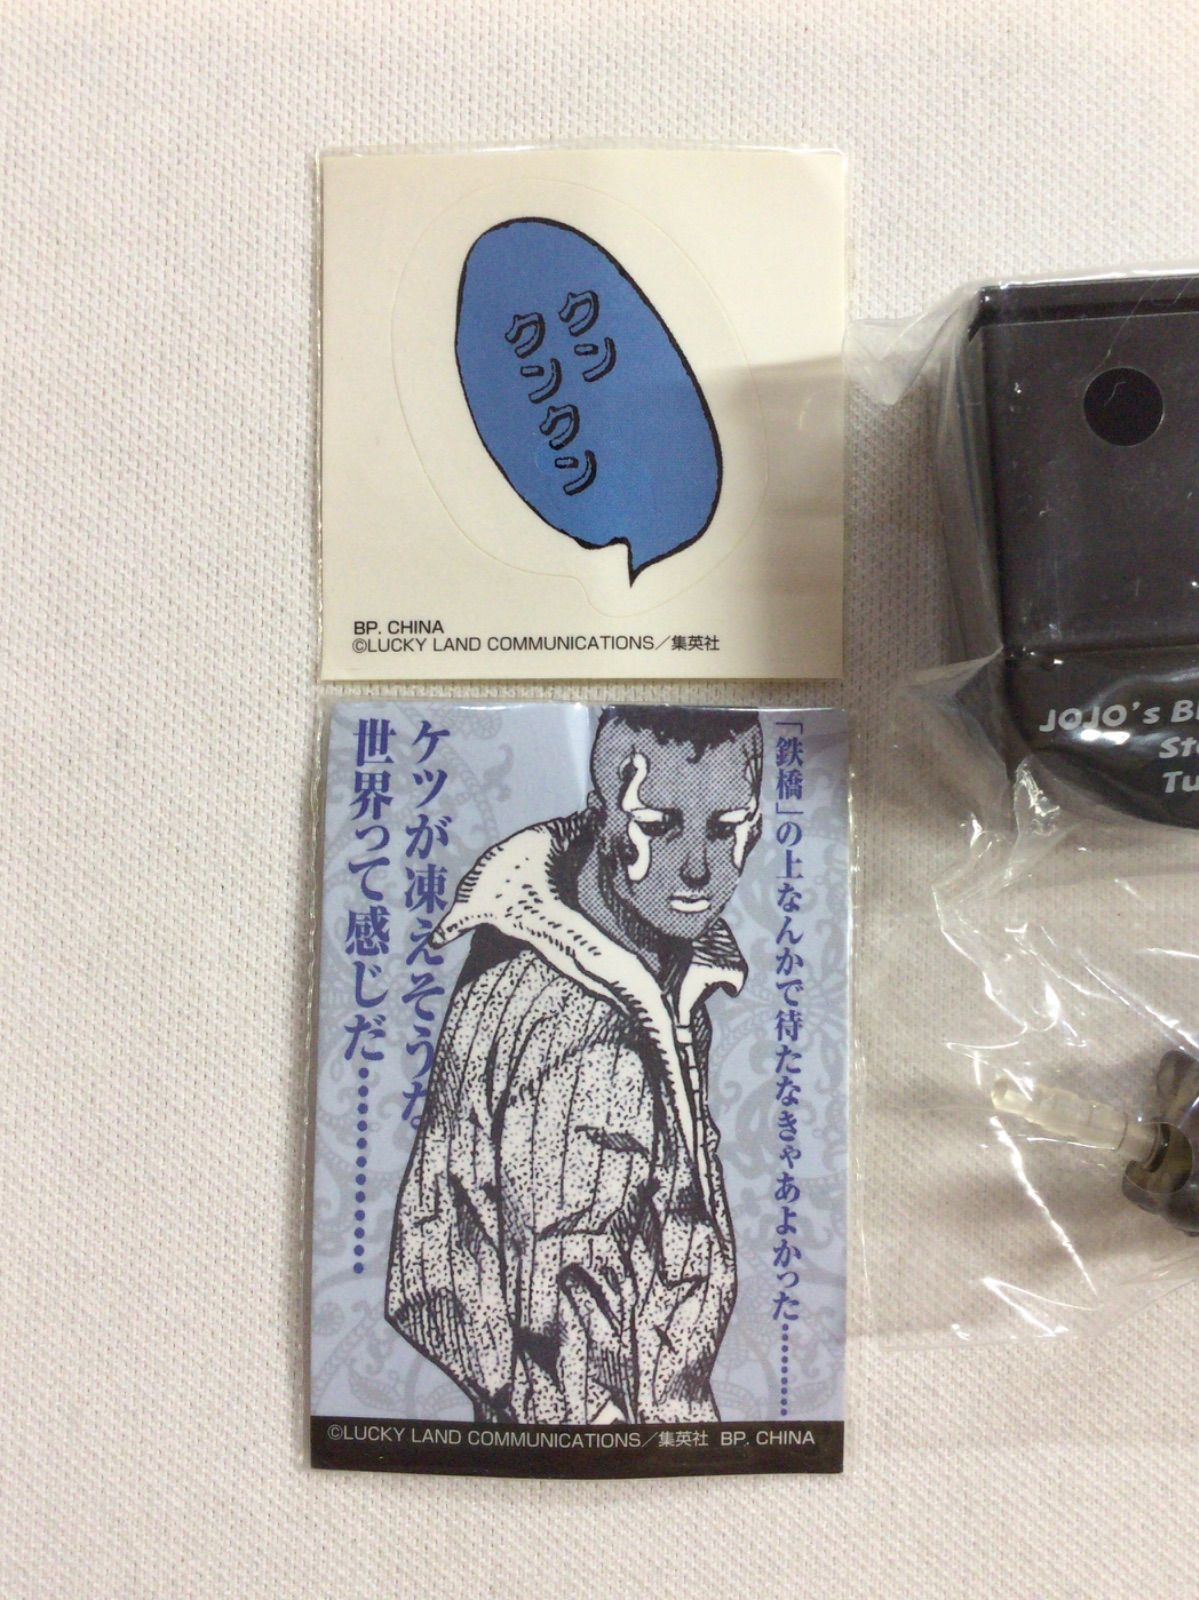 クン
クン
クン
BP. CHINA
©LUCKY LAND COMMUNICATIONS／集英社
「鉄橋」の上なんかで待たなきゃあよかった………
ケツが凍えそうな
世界って感じだ…………
©LUCKY LAND COMMUNICATIONS／集英社 BP. CHINA
JOJO's
St
Tu